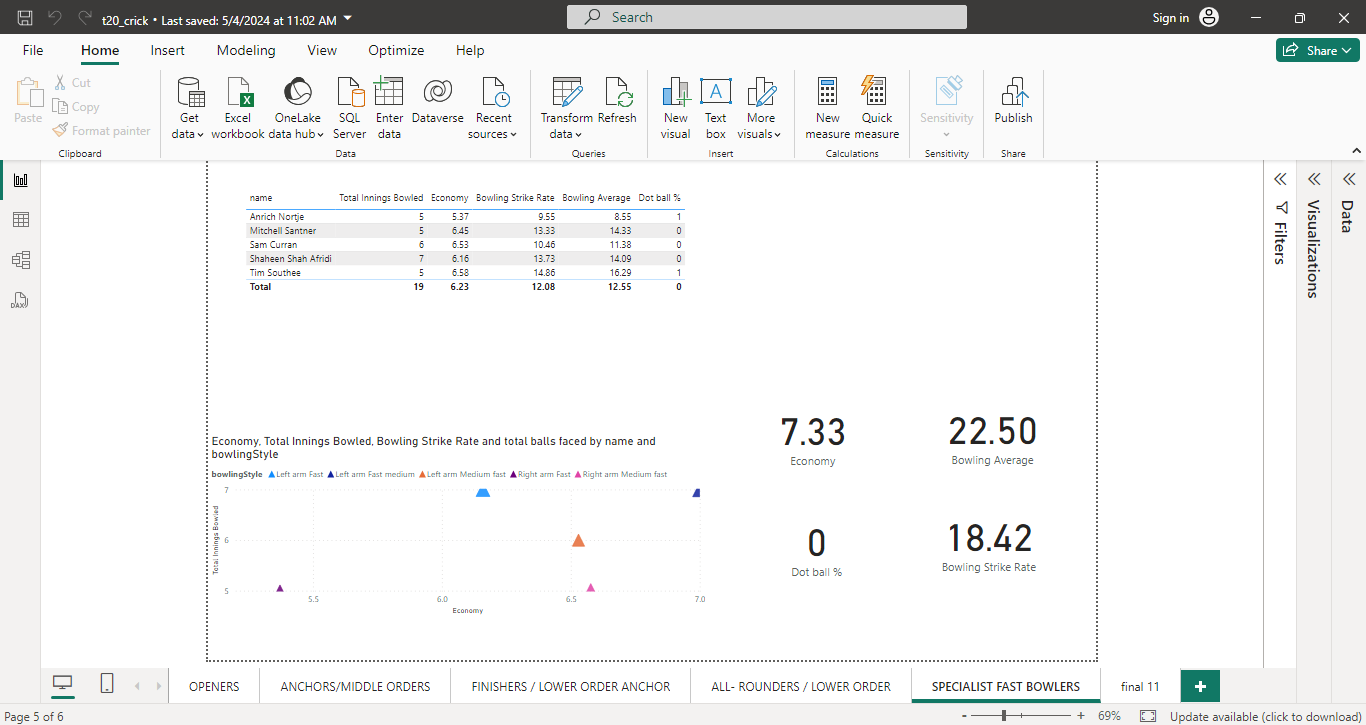 t20_crick • Last saved: 5/4/2024 at 11:02 AM
Search
Sign in
File Home Insert Modeling View Optimize Help
Share
Paste
Cut
Copy
Format painter
Clipboard
Get data
Excel workbook
OneLake data hub
SQL Server
Enter data
Dataverse
Recent sources
Data
Transform data
Refresh
Queries
New visual
Text box
More visuals
Insert
New measure
Quick measure
Calculations
Sensitivity
Sensitivity
Publish
Share
name Total Innings Bowled Economy Bowling Strike Rate Bowling Average Dot ball %
Anrich Nortje 5 5.37 9.55 8.55 1
Mitchell Santner 5 6.45 13.33 14.33 0
Sam Curran 6 6.53 10.46 11.38 0
Shaheen Shah Afridi 7 6.16 13.73 14.09 0
Tim Southee 5 6.58 14.86 16.29 1
Total 19 6.23 12.08 12.55 0
Economy, Total Innings Bowled, Bowling Strike Rate and total balls faced by name and
bowlingStyle
bowlingStyle Left arm Fast Left arm Fast medium Left arm Medium fast Right arm Fast Right arm Medium fast
Total Innings Bowled
7
6
5
5.5 6.0 6.5 7.0
Economy
7.33
Economy
22.50
Bowling Average
0
Dot ball %
18.42
Bowling Strike Rate
Filters
Visualizations
Data
DAX
OPENERS ANCHORS/MIDDLE ORDERS FINISHERS / LOWER ORDER ANCHOR ALL- ROUNDERS / LOWER ORDER SPECIALIST FAST BOWLERS final 11 +
Page 5 of 6
- + 69%
Update available (click to download)